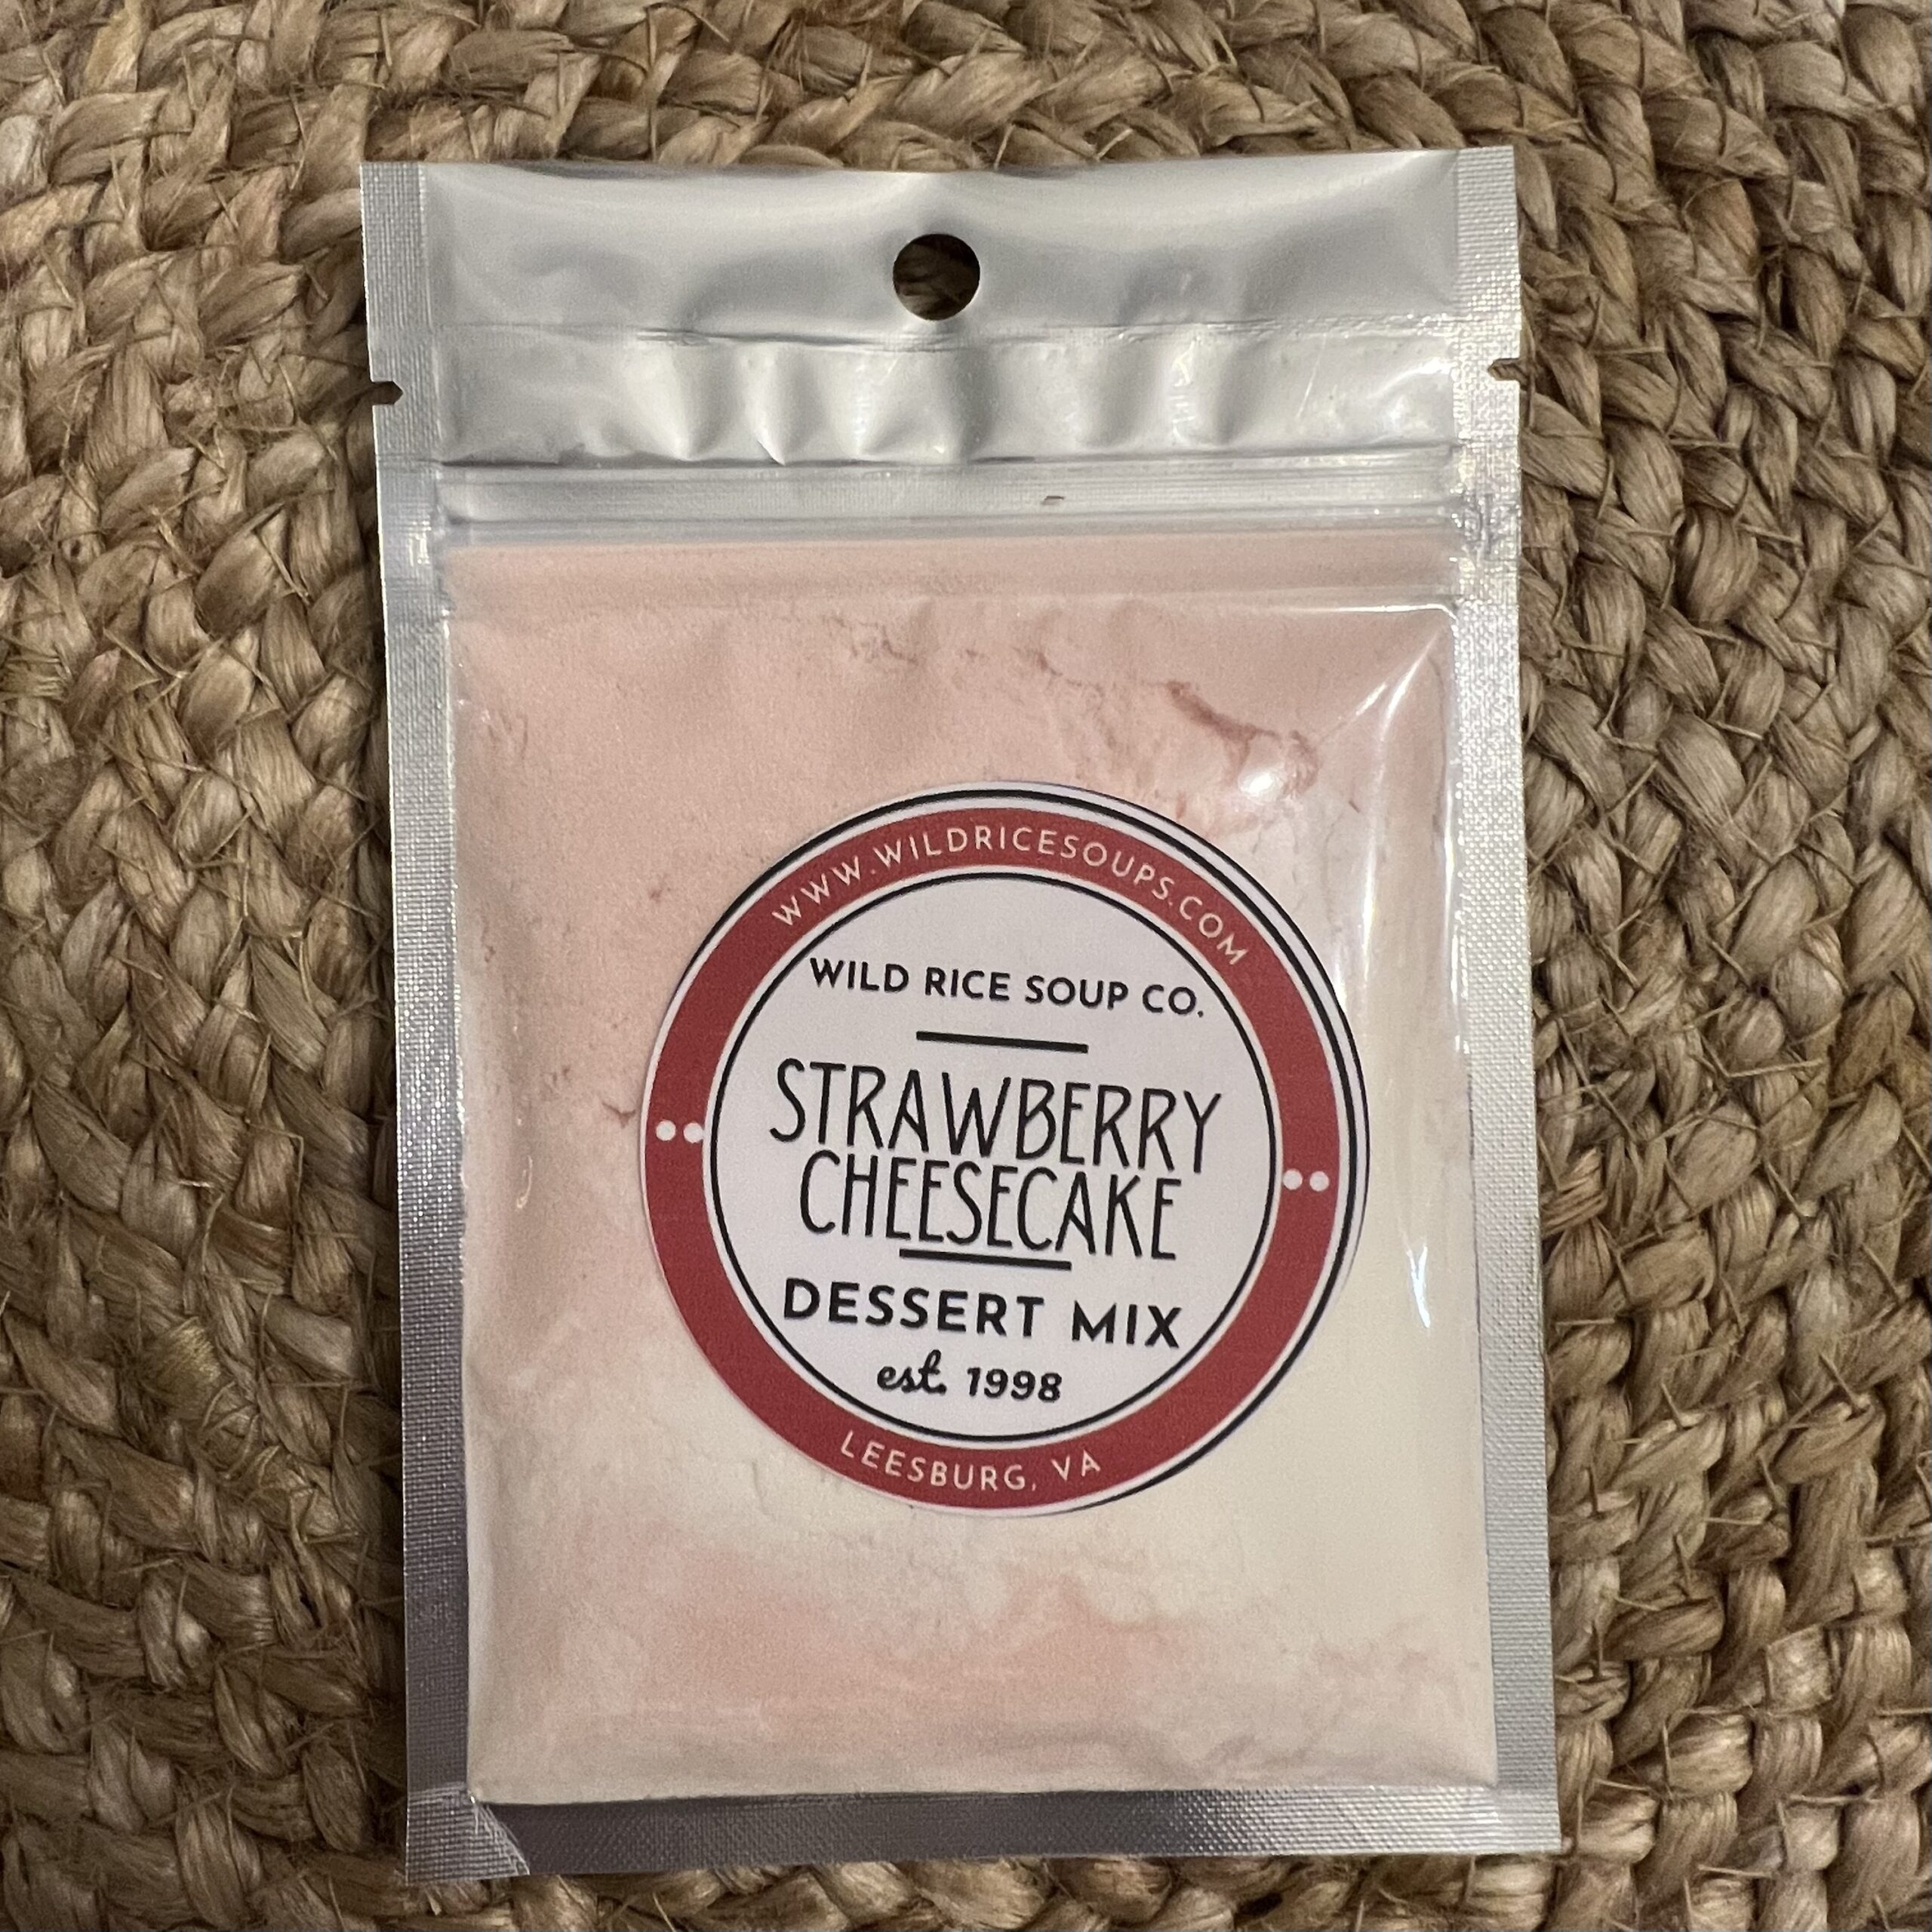 WWW.WILDRICESOUPS.COM
WILD RICE SOUP CO.
STRAWBERRY
CHEESECAKE
DESSERT MIX
est. 1998
LEESBURG, VA